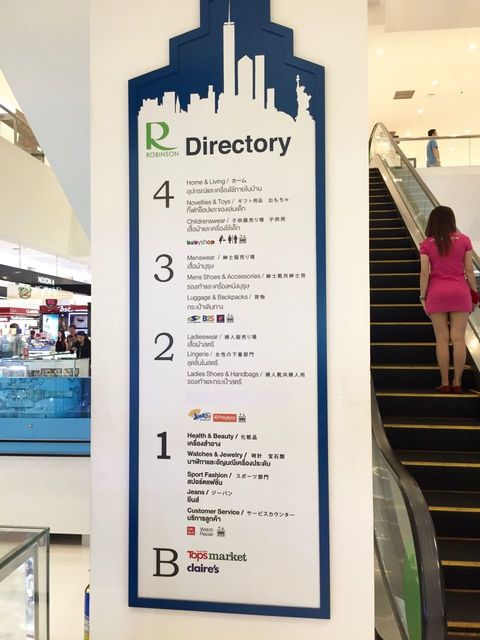 R
ROBINSON
Directory
4
Home & Living / ホーム
อุปกรณ์และเครื่องใช้ภายในบ้าน
Novelties & Toys / ギフト用品 おもちゃ
กิ๊ฟท์ช็อปและของเล่นเด็ก
Childrenswear / 子供服売り場 子供用
เสื้อผ้าและเครื่องใช้เด็ก
babyshop
3
Menswear / 紳士服売り場
เสื้อผ้าบุรุษ
Mens Shoes & Accessories / 紳士靴共紳士用
รองเท้าและเครื่องหนังบุรุษ
Luggage & Backpacks / 荷物
กระเป๋าเดินทาง
B2S
2
Ladieswear / 婦人服売り場
เสื้อผ้าสตรี
Lingerie / 女性の下着部門
ชุดชั้นในสตรี
Ladies Shoes & Handbags / 婦人靴共婦人用
รองเท้าและกระเป๋าสตรี
Payless
1
Health & Beauty / 化粧品
เครื่องสำอาง
Watches & Jewelry / 時計 宝石類
นาฬิกาและอัญมณีเครื่องประดับ
Sport Fashion / スポーツ部門
สปอร์ตแฟชั่น
Jeans / ジーパン
ยีนส์
Customer Service / サービスカウンター
บริการลูกค้า
Watch
Repair
B
Tops market
claire's